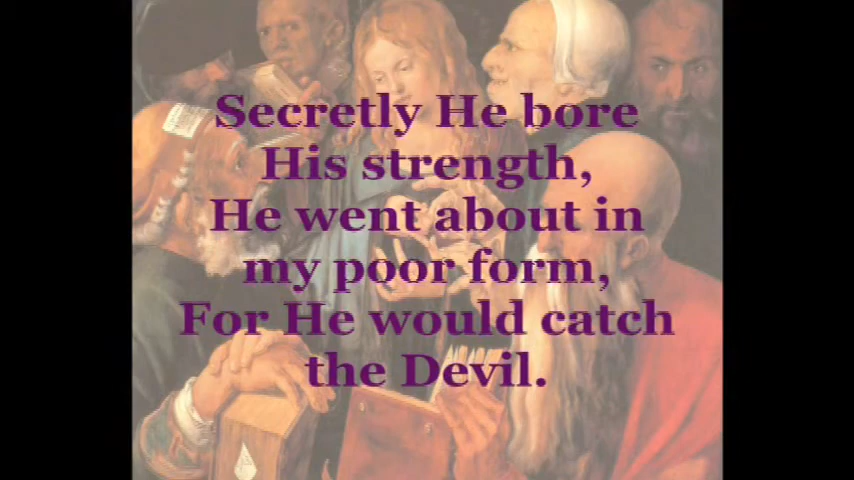 Secretly He bore
His strength,
He went about in
my poor form,
For He would catch
the Devil.